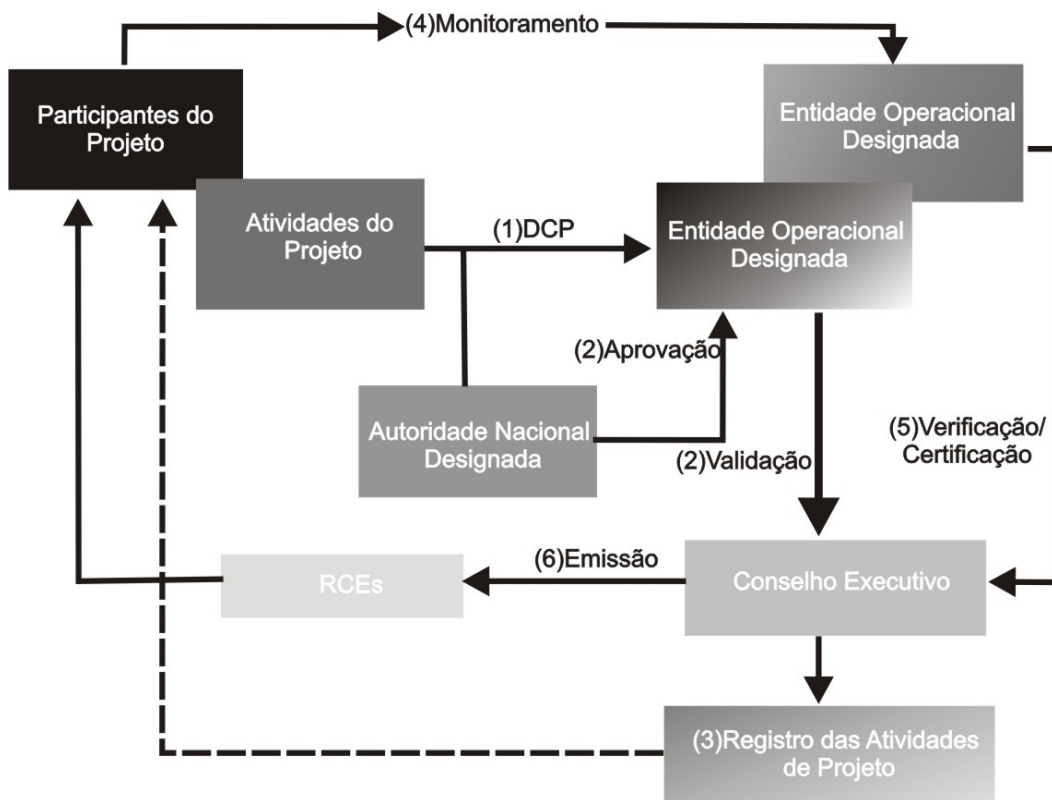 (4)Monitoramento
Participantes do
Projeto
Entidade Operacional
Designada
Atividades do
Projeto
(1)DCP
Entidade Operacional
Designada
(2)Aprovação
Autoridade Nacional
Designada
(2)Validação
(5)Verificação/
Certificação
RCEs
(6)Emissão
Conselho Executivo
(3)Registro das Atividades
de Projeto